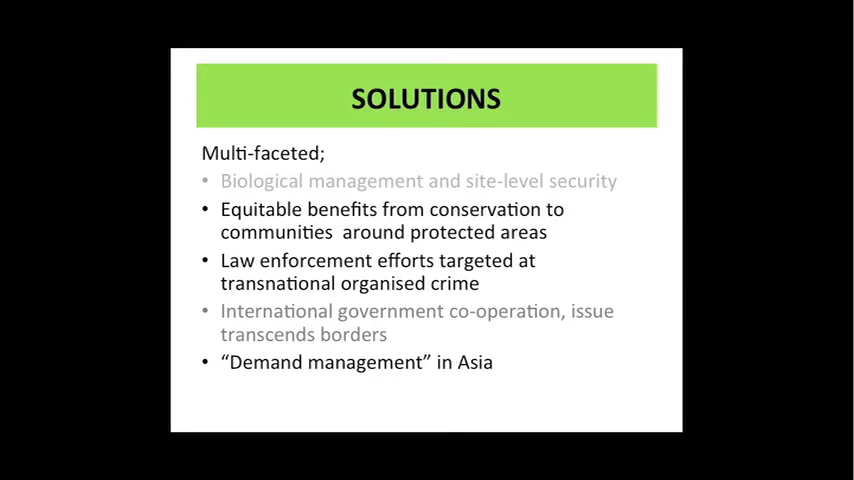 SOLUTIONS
Multi-faceted;
• Biological management and site-level security
• Equitable benefits from conservation to
communities around protected areas
• Law enforcement efforts targeted at
transnational organised crime
• International government co-operation, issue
transcends borders
• “Demand management” in Asia